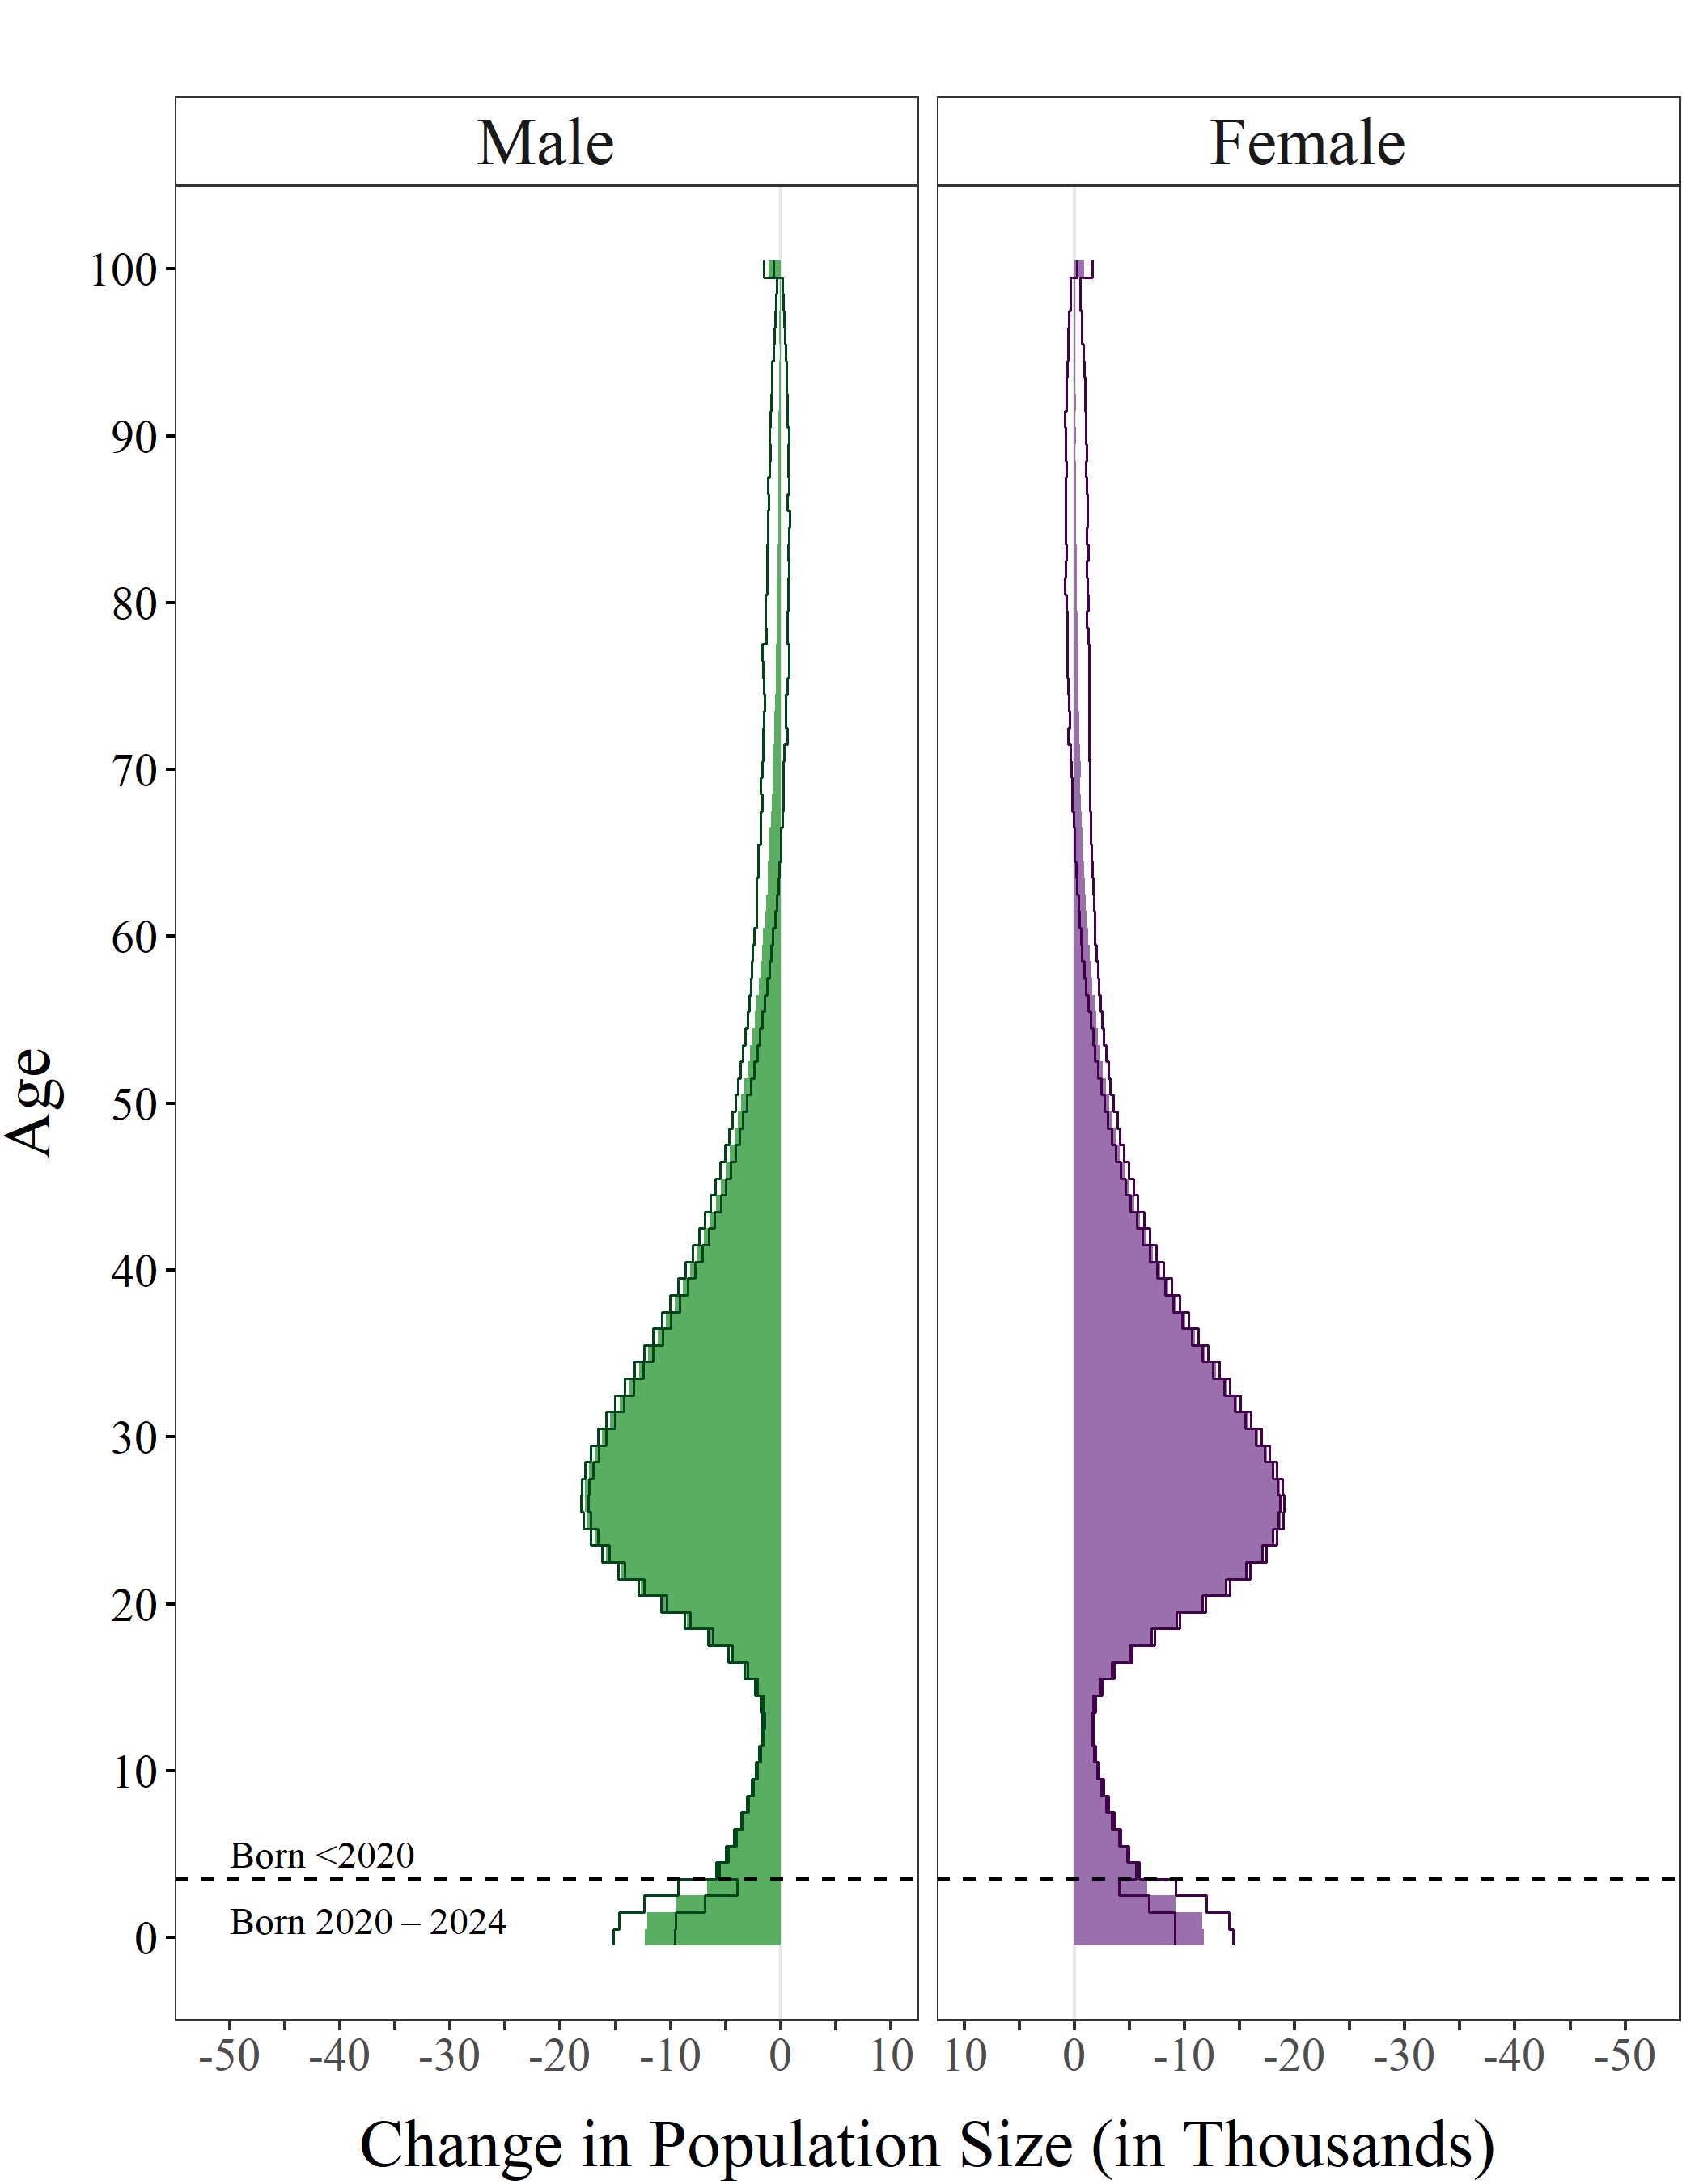 Male
Female
100
90
80
70
60
50
40
30
20
10
0
Age
Born <2020
Born 2020 – 2024
-50 -40 -30 -20 -10 0 10
10 0 -10 -20 -30 -40 -50
Change in Population Size (in Thousands)